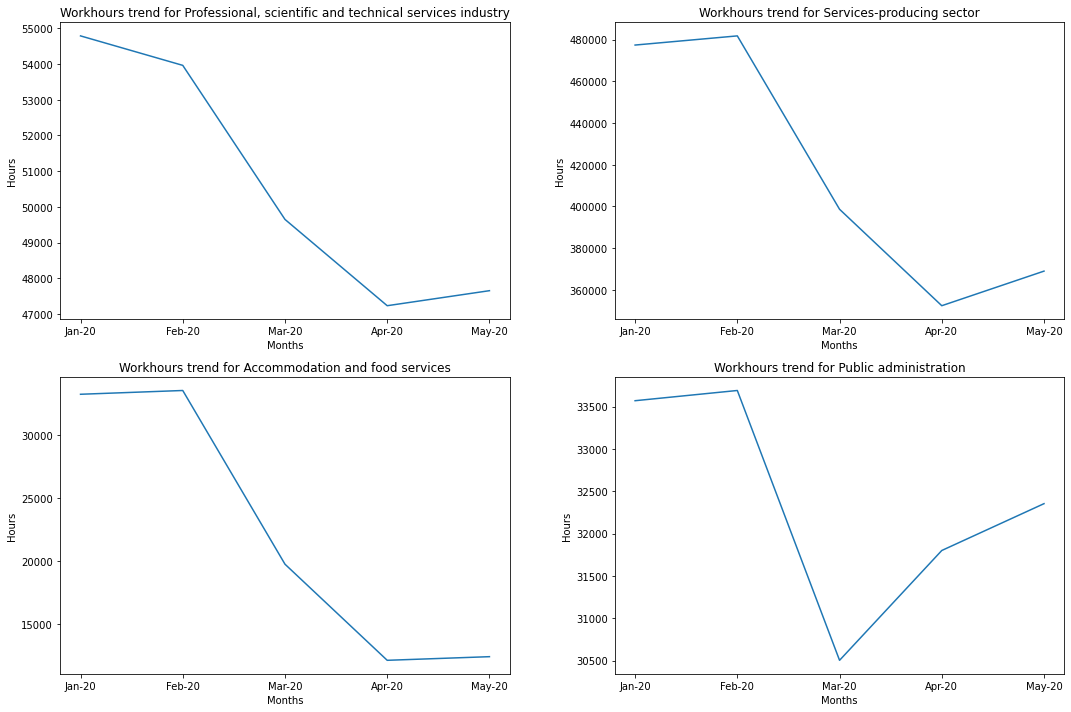 Workhours trend for Professional, scientific and technical services industry
55000
54000
53000
52000
51000
50000
49000
48000
47000
Hours
Jan-20 Feb-20 Mar-20 Apr-20 May-20
Months
Workhours trend for Services-producing sector
480000
460000
440000
420000
400000
380000
360000
Hours
Jan-20 Feb-20 Mar-20 Apr-20 May-20
Months
Workhours trend for Accommodation and food services
30000
25000
20000
15000
Hours
Jan-20 Feb-20 Mar-20 Apr-20 May-20
Months
Workhours trend for Public administration
33500
33000
32500
32000
31500
31000
30500
Hours
Jan-20 Feb-20 Mar-20 Apr-20 May-20
Months